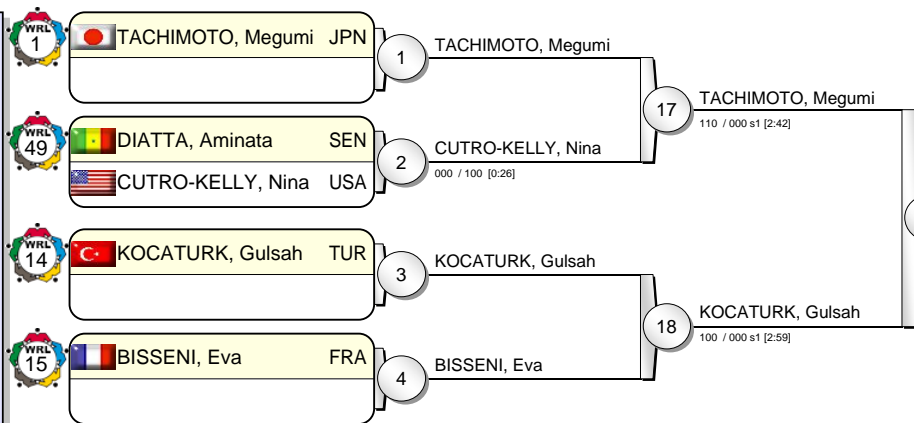 WRL 1 TACHIMOTO, Megumi JPN
1
TACHIMOTO, Megumi
17
TACHIMOTO, Megumi
110 / 000 s1 [2:42]
WRL 49 DIATTA, Aminata SEN
CUTRO-KELLY, Nina USA
2
CUTRO-KELLY, Nina
000 / 100 [0:26]
WRL 14 KOCATURK, Gulsah TUR
3
KOCATURK, Gulsah
18
KOCATURK, Gulsah
100 / 000 s1 [2:59]
WRL 15 BISSENI, Eva FRA
4
BISSENI, Eva